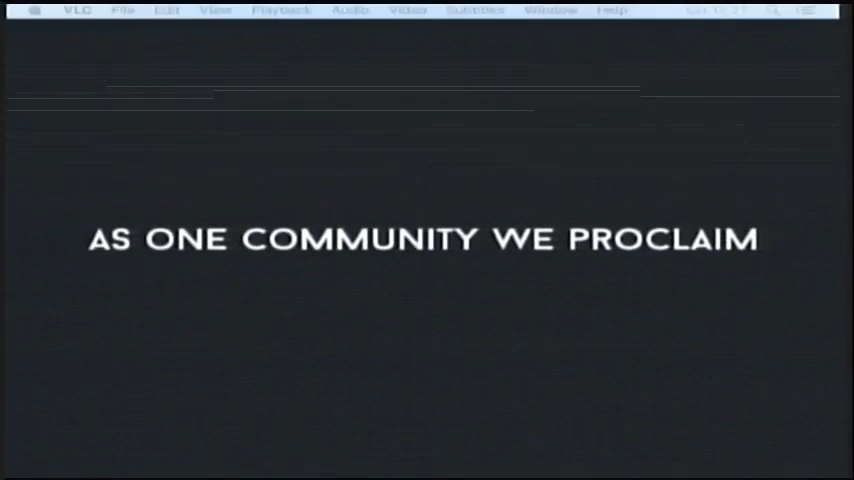 VLC File Edit View Playback Audio Video Subtitles Window Help
AS ONE COMMUNITY WE PROCLAIM